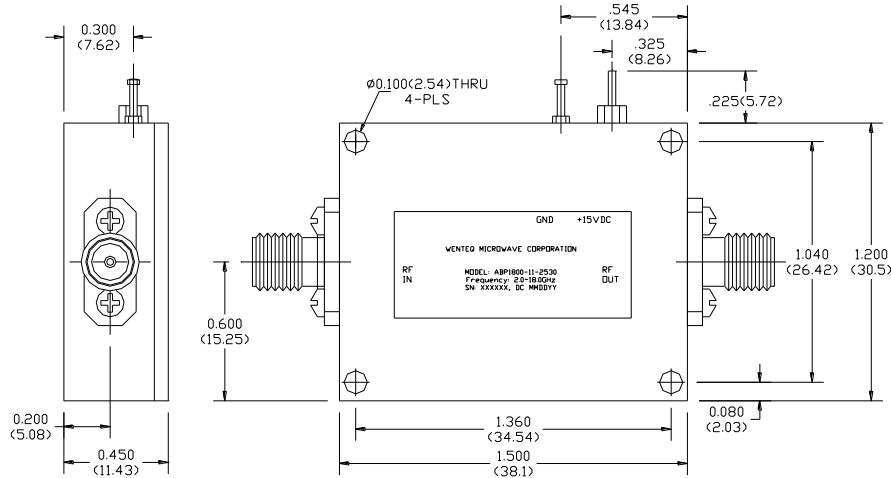 .545
(13.84)
0.300
(7.62)
.325
(8.26)
ø0.100(2.54)THRU
4-PLS
.225(5.72)
GND +15VDC
WENTEQ MICROWAVE CORPORATION
RF
IN
MODEL: ABP1800-11-2530
Frequency: 2.0-18.0GHz
SN: XXXXXX, DC MMDDYY
RF
OUT
1.040
(26.42)
1.200
(30.5)
0.600
(15.25)
0.200
(5.08)
0.450
(11.43)
1.360
(34.54)
1.500
(38.1)
0.080
(2.03)